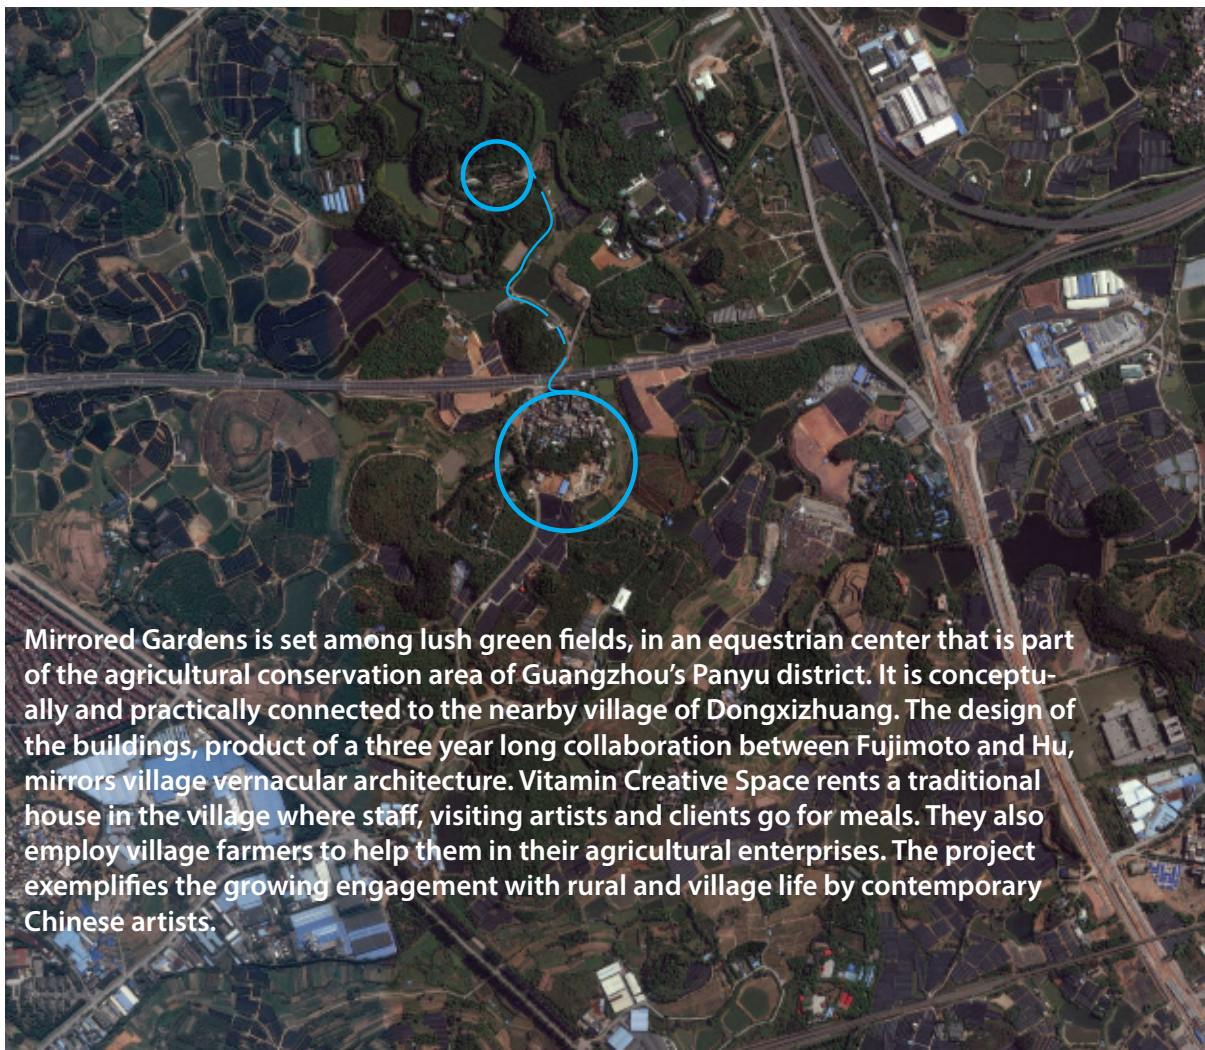 Mirrored Gardens is set among lush green fields, in an equestrian center that is part
of the agricultural conservation area of Guangzhou’s Panyu district. It is conceptu-
ally and practically connected to the nearby village of Dongxizhuang. The design of
the buildings, product of a three year long collaboration between Fujimoto and Hu,
mirrors village vernacular architecture. Vitamin Creative Space rents a traditional
house in the village where staff, visiting artists and clients go for meals. They also
employ village farmers to help them in their agricultural enterprises. The project
exemplifies the growing engagement with rural and village life by contemporary
Chinese artists.